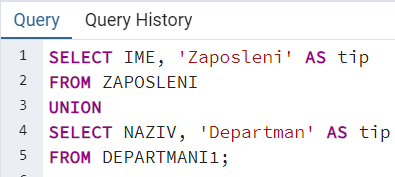 Query Query History
1 SELECT IME, 'Zaposleni' AS tip
2 FROM ZAPOSLENI
3 UNION
4 SELECT NAZIV, 'Departman' AS tip
5 FROM DEPARTMANI1;